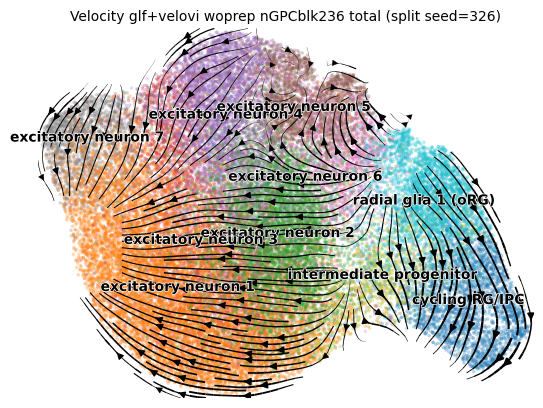 Velocity glf+velovi woprep nGPCblk236 total (split seed=326)
excitatory neuron 5
excitatory neuron 4
excitatory neuron 7
excitatory neuron 6
radial glia 1 (oRG)
excitatory neuron 2
excitatory neuron 3
intermediate progenitor
excitatory neuron 1
cycling RG/IPC